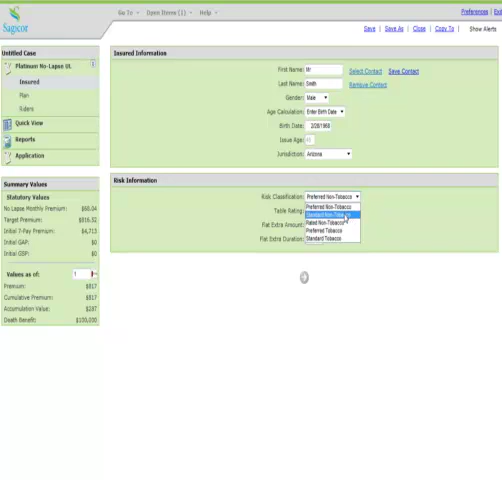 Sagicor
Go To
Open Items (1)
Help
Preferences | Exit
Save | Save As | Close | Copy To | Show Alerts
Untitled Case
Platinum No-Lapse UL
Insured
Plan
Riders
Quick View
Reports
Application
Summary Values
Statutory Values
No Lapse Monthly Premium: $60.04
Target Premium: $816.32
Initial 7-Pay Premium: $4,713
Initial GAP: $0
Initial GSP: $0
Values as of: 1
Premium: $817
Cumulative Premium: $817
Accumulation Value: $287
Death Benefit: $100,000
Insured Information
First Name: Mr
Select Contact Save Contact
Last Name: Smith
Remove Contact
Gender: Male
Age Calculation: Enter Birth Date
Birth Date: 2/28/1968
Issue Age:
Jurisdiction: Arizona
Risk Information
Risk Classification: Preferred Non-Tobacco
Table Rating:
Flat Extra Amount:
Flat Extra Duration:
Preferred Non-Tobacco
Standard Non-Tobacco
Rated Non-Tobacco
Preferred Tobacco
Standard Tobacco